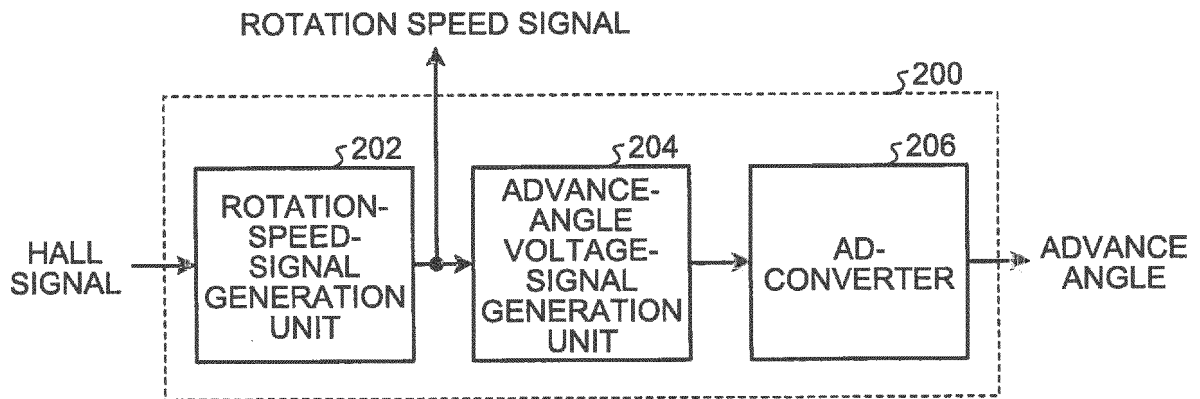 ROTATION SPEED SIGNAL
200
202
204
206
HALL
SIGNAL
ROTATION-
SPEED-
SIGNAL
GENERATION
UNIT
ADVANCE-
ANGLE
VOLTAGE-
SIGNAL
GENERATION
UNIT
AD-
CONVERTER
ADVANCE
ANGLE